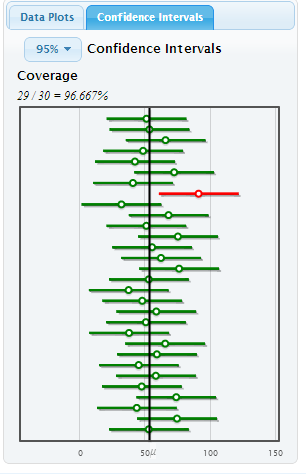 Data Plots Confidence Intervals
95% Confidence Intervals
Coverage
29 / 30 = 96.667%
0 50 μ 100 150